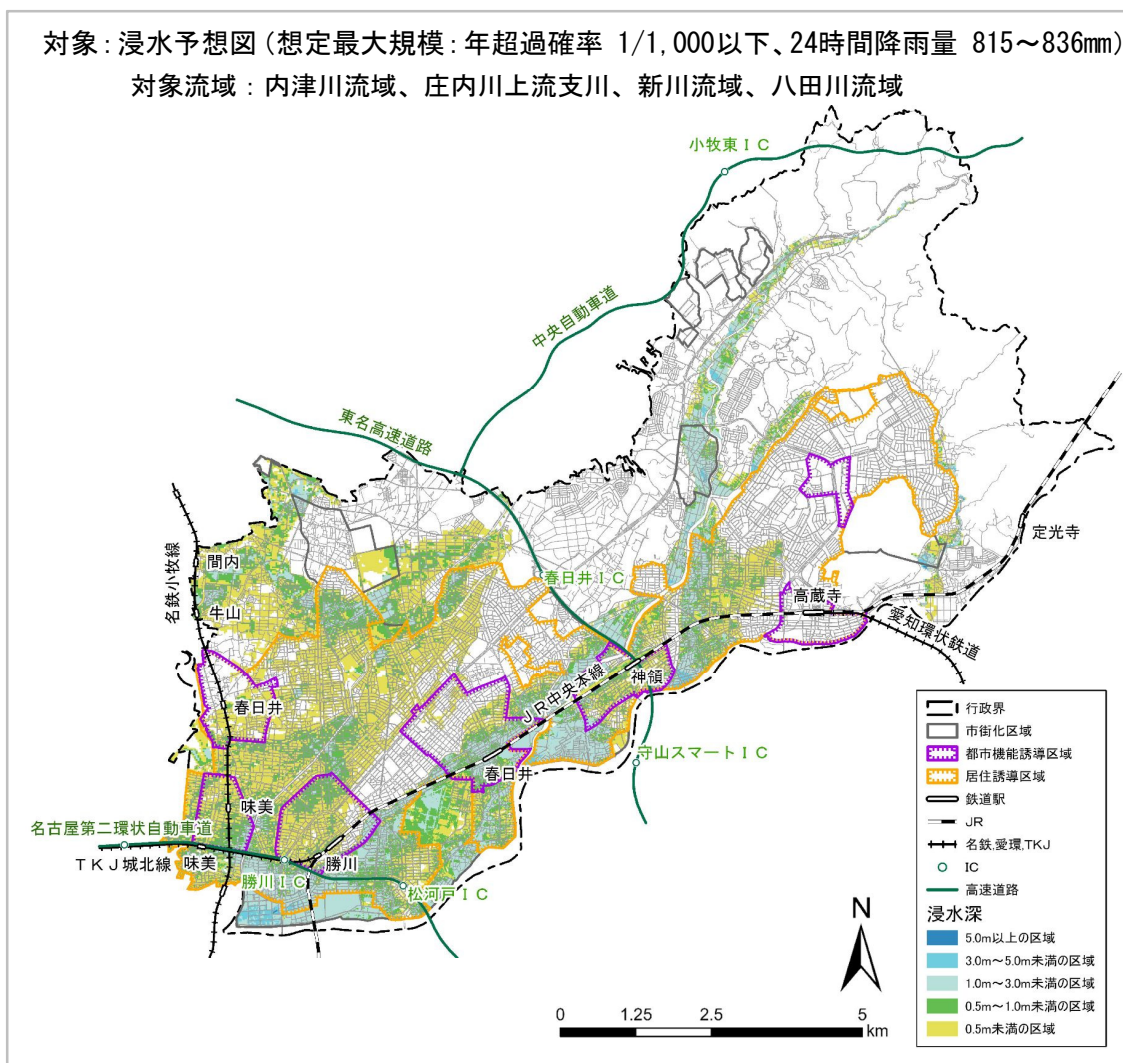 対象：浸水予想図（想定最大規模：年超過確率 1/1,000以下、24時間降雨量 815～836mm）
対象流域：内津川流域、庄内川上流支川、新川流域、八田川流域
小牧東ＩＣ
中央自動車道
東名高速道路
名鉄小牧線
間内
牛山
春日井ＩＣ
定光寺
高蔵寺
愛知環状鉄道
神領
ＪＲ中央本線
春日井
春日井
守山スマートＩＣ
味美
名古屋第二環状自動車道
ＴＫＪ城北線
味美
勝川
勝川ＩＣ
松河戸ＩＣ
行政界
市街化区域
都市機能誘導区域
居住誘導区域
鉄道駅
JR
名鉄,愛環,TKJ
IC
高速道路
浸水深
5.0m以上の区域
3.0m～5.0m未満の区域
1.0m～3.0m未満の区域
0.5m～1.0m未満の区域
0.5m未満の区域
N
0 1.25 2.5 5
km